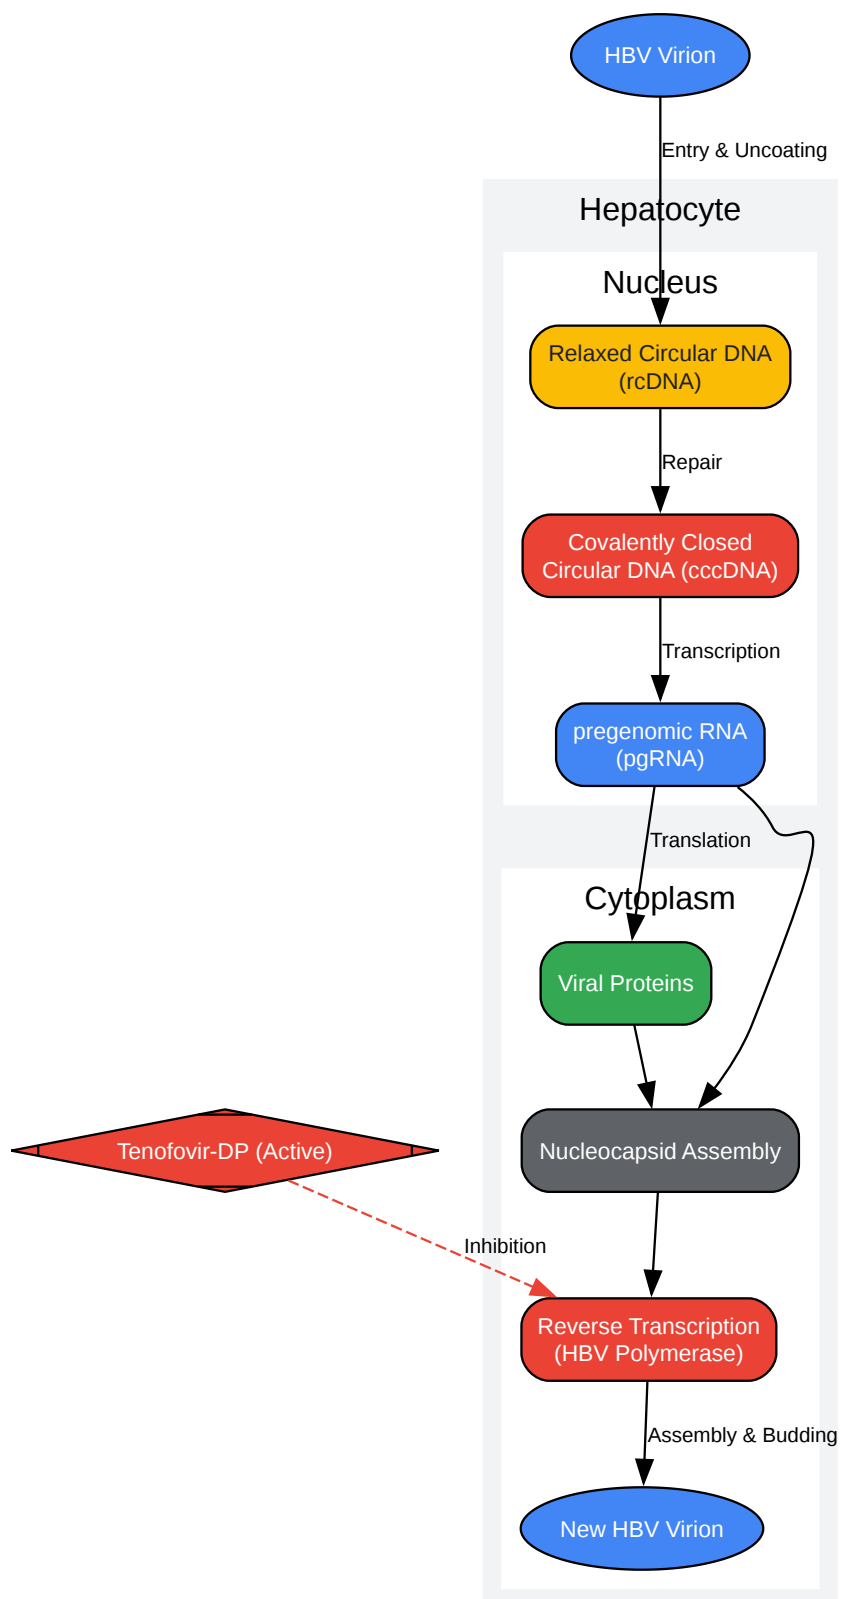 HBV Virion
Entry & Uncoating
Hepatocyte
Nucleus
Relaxed Circular DNA
(rcDNA)
Repair
Covalently Closed
Circular DNA (cccDNA)
Transcription
pregenomic RNA
(pgRNA)
Translation
Cytoplasm
Viral Proteins
Tenofovir-DP (Active)
Nucleocapsid Assembly
Inhibition
Reverse Transcription
(HBV Polymerase)
Assembly & Budding
New HBV Virion